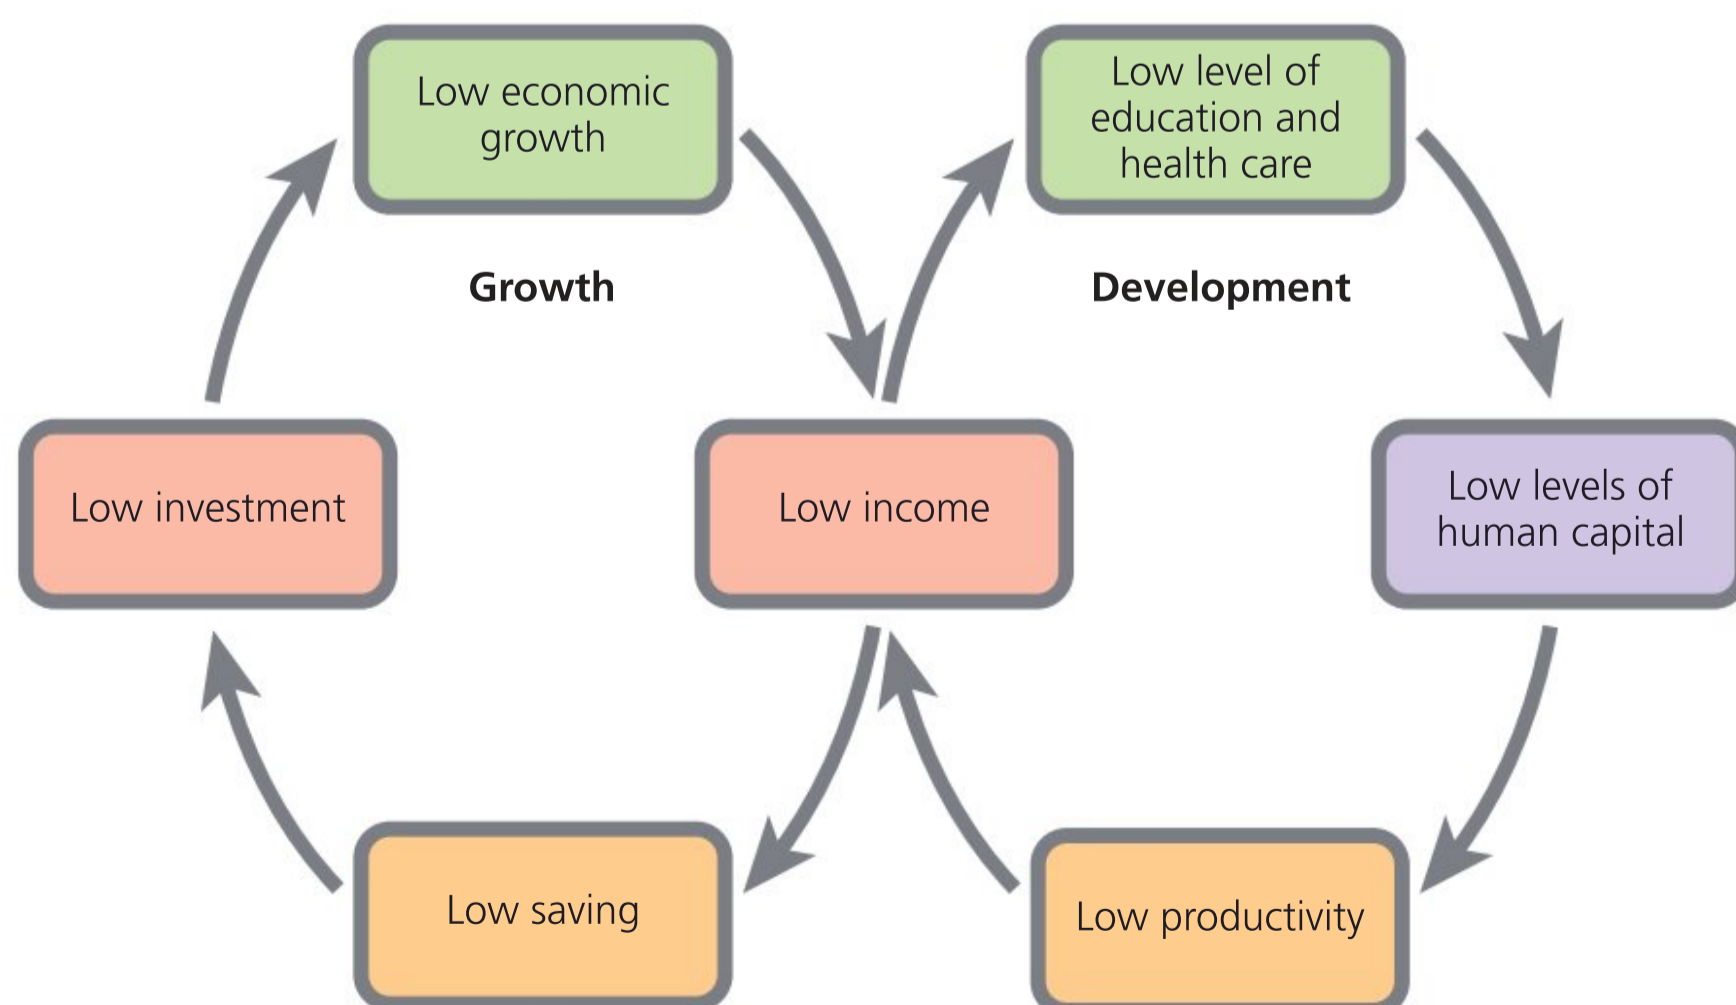 Low economic
growth
Low level of
education and
health care
Growth
Development
Low investment
Low income
Low levels of
human capital
Low saving
Low productivity